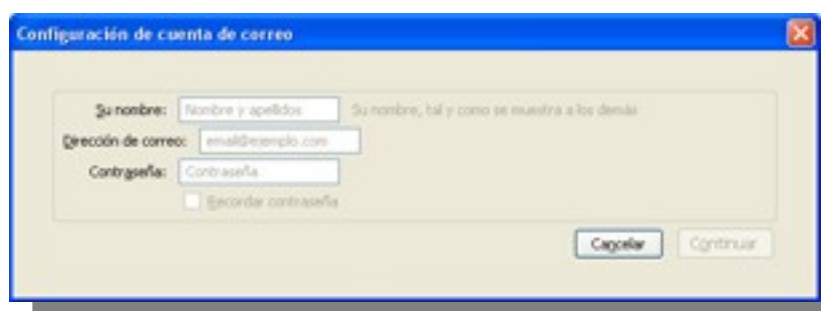 Configuración de cuenta de correo
Su nombre: Nombre y apellidos Su nombre, tal y como se muestra a los demás
Dirección de correo: email@ejemplo.com
Contraseña: Contraseña
Recordar contraseña
Cancelar Continuar